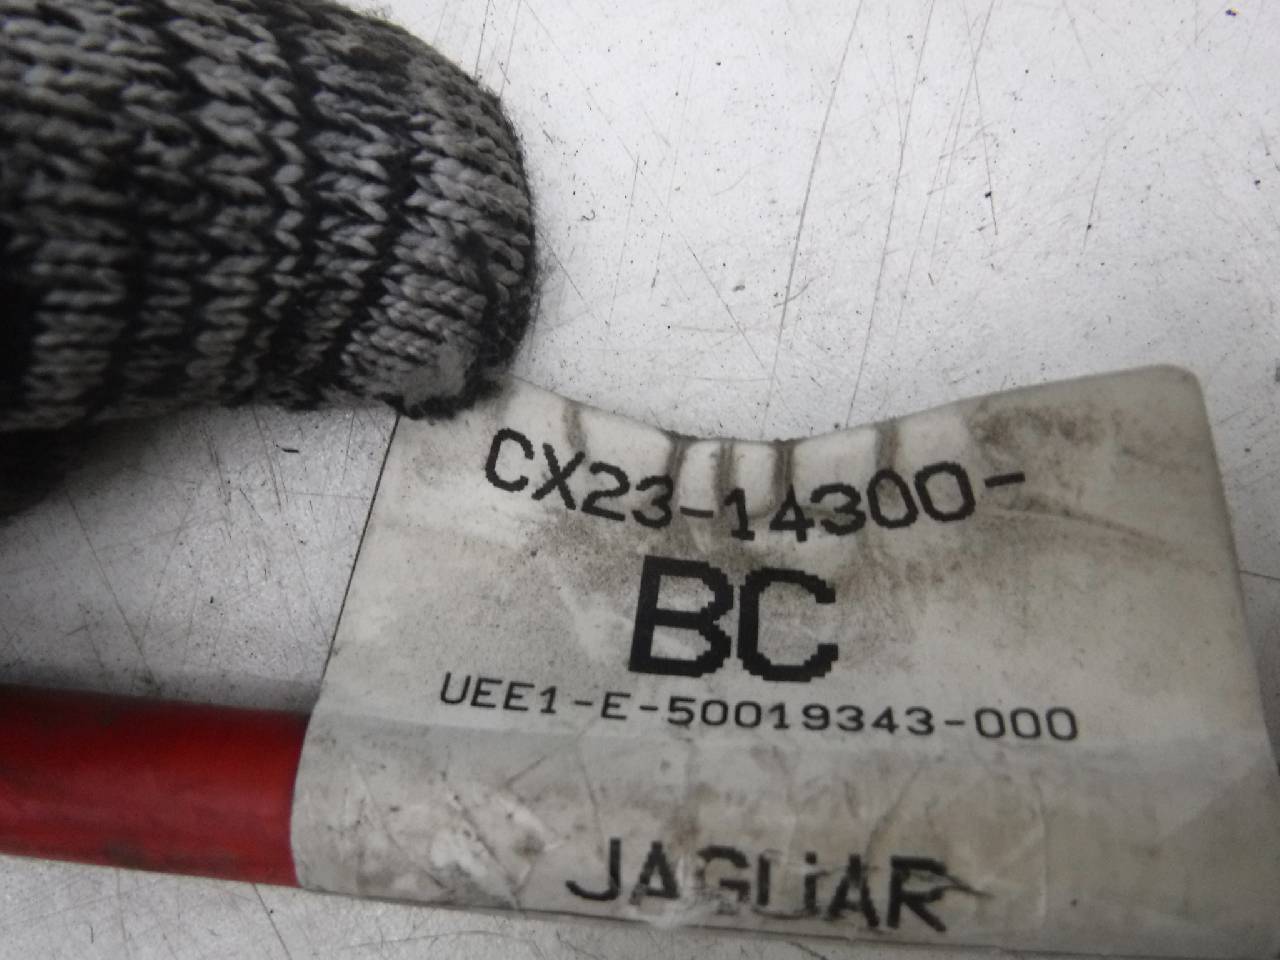 CX23-14300-
BC
UEE1-E-50019343-000
JAGUAR